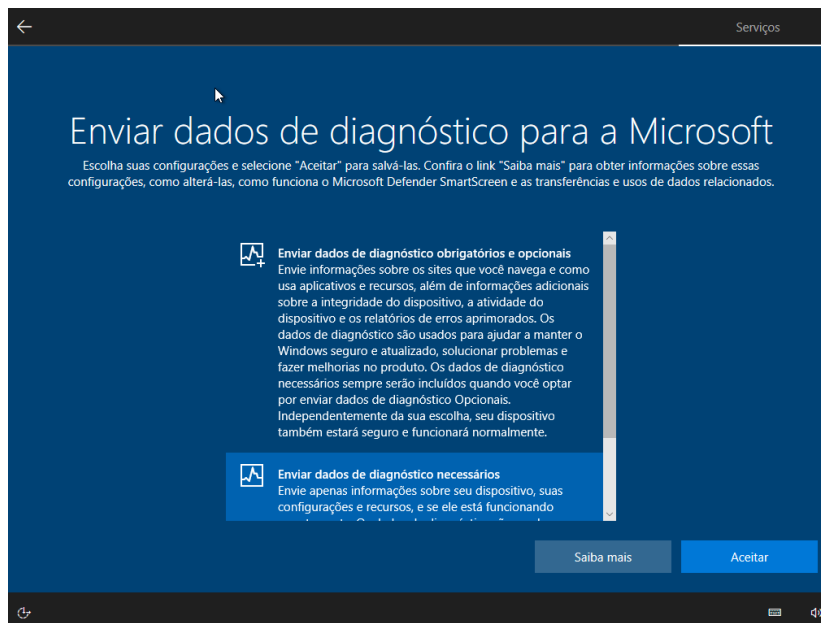 Serviços
Enviar dados de diagnóstico para a Microsoft
Escolha suas configurações e selecione "Aceitar" para salvá-las. Confira o link "Saiba mais" para obter informações sobre essas
configurações, como alterá-las, como funciona o Microsoft Defender SmartScreen e as transferências e usos de dados relacionados.
Enviar dados de diagnóstico obrigatórios e opcionais
Envie informações sobre os sites que você navega e como
usa aplicativos e recursos, além de informações adicionais
sobre a integridade do dispositivo, a atividade do
dispositivo e os relatórios de erros aprimorados. Os
dados de diagnóstico são usados para ajudar a manter o
Windows seguro e atualizado, solucionar problemas e
fazer melhorias no produto. Os dados de diagnóstico
necessários sempre serão incluídos quando você optar
por enviar dados de diagnóstico Opcionais.
Independentemente da sua escolha, seu dispositivo
também estará seguro e funcionará normalmente.
Enviar dados de diagnóstico necessários
Envie apenas informações sobre seu dispositivo, suas
configurações e recursos, e se ele está funcionando
Saiba mais
Aceitar